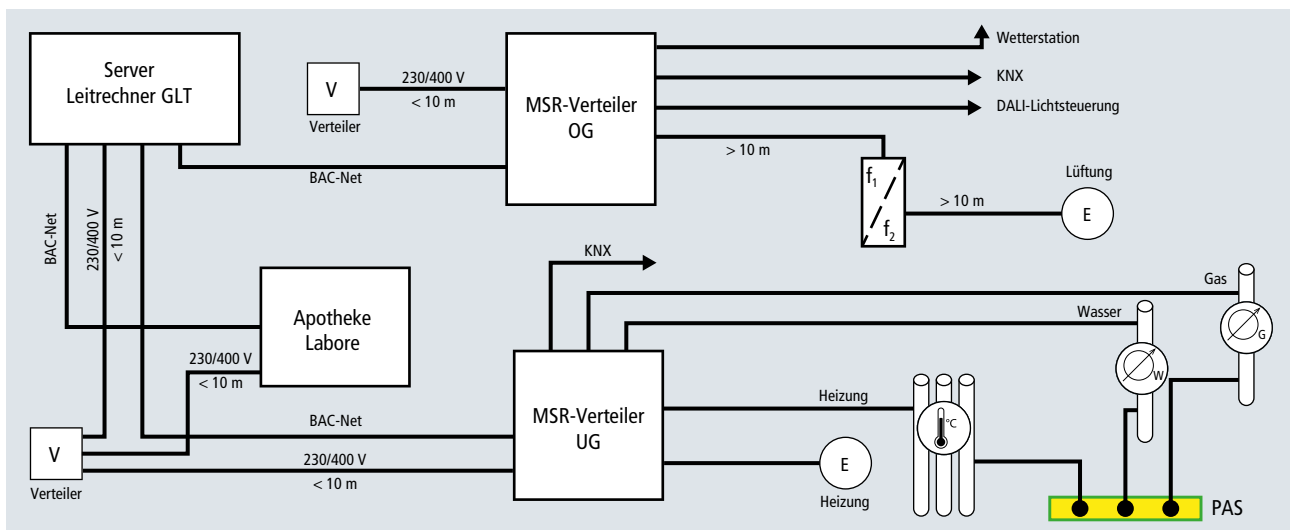 Server
Leitrechner GLT
V
Verteiler
230/400 V
< 10 m
MSR-Verteiler
OG
Wetterstation
KNX
DALI-Lichtsteuerung
> 10 m
BAC-Net
f1
f2
> 10 m
Lüftung
E
BAC-Net
230/400 V
< 10 m
KNX
Gas
Wasser
G
W
Apotheke
Labore
230/400 V
< 10 m
MSR-Verteiler
UG
Heizung
°C
BAC-Net
V
Verteiler
230/400 V
< 10 m
E
Heizung
PAS